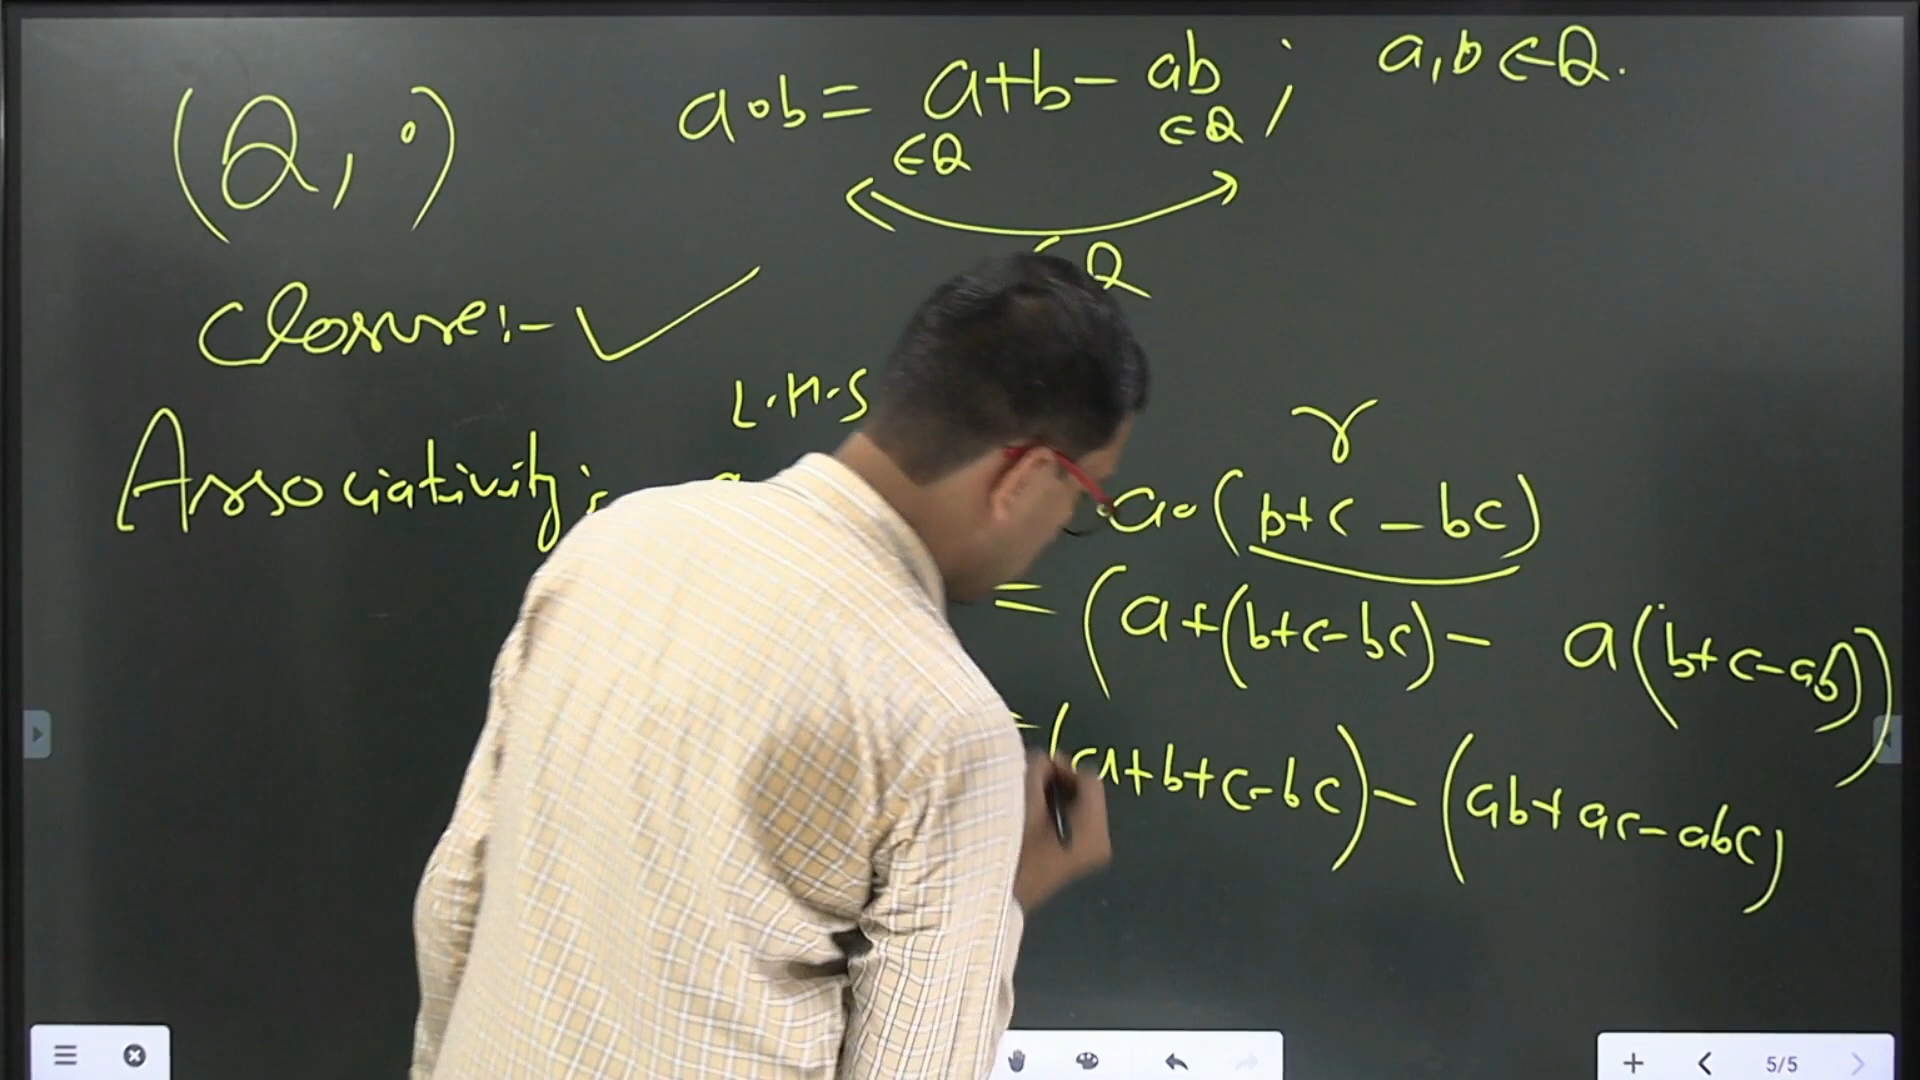 (Q, ∘) a∘b = a+b - ab ; a,b ∈ Q.
∈Q ∈Q
Q
Closure:- ✓
L.H.S
r
Associativity: a∘(b+c - bc)
= (a+(b+c-bc) - a(b+c-ab))
=(a+b+c-bc) - (ab+ac-abc)
5/5